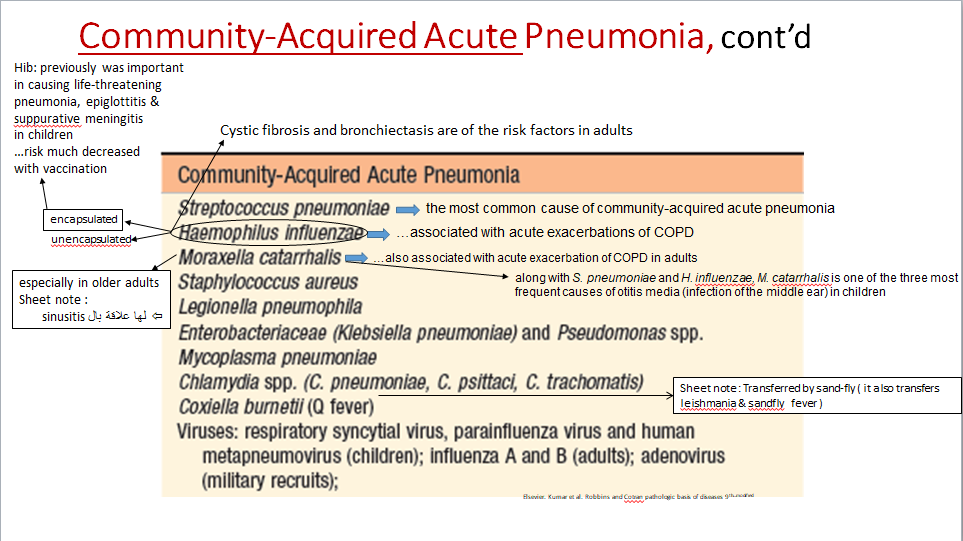 Community-Acquired Acute Pneumonia, cont’d
Hib: previously was important
in causing life-threatening
pneumonia, epiglottitis &
suppurative meningitis
in children
...risk much decreased
with vaccination
Cystic fibrosis and bronchiectasis are of the risk factors in adults
Community-Acquired Acute Pneumonia
encapsulated
unencapsulated
Streptococcus pneumoniae
the most common cause of community-acquired acute pneumonia
Haemophilus influenzae
...associated with acute exacerbations of COPD
Moraxella catarrhalis
...also associated with acute exacerbation of COPD in adults
especially in older adults
Sheet note :
⇦ لها علاقة بال sinusitis
along with S. pneumoniae and H. influenzae, M. catarrhalis is one of the three most
frequent causes of otitis media (infection of the middle ear) in children
Staphylococcus aureus
Legionella pneumophila
Enterobacteriaceae (Klebsiella pneumoniae) and Pseudomonas spp.
Mycoplasma pneumoniae
Chlamydia spp. (C. pneumoniae, C. psittaci, C. trachomatis)
Coxiella burnetii (Q fever)
Sheet note : Transferred by sand-fly ( it also transfers
leishmania & sandfly fever )
Viruses: respiratory syncytial virus, parainfluenza virus and human
metapneumovirus (children); influenza A and B (adults); adenovirus
(military recruits);
Elsevier. Kumar et al. Robbins and Cotran pathologic basis of diseases 9th modified